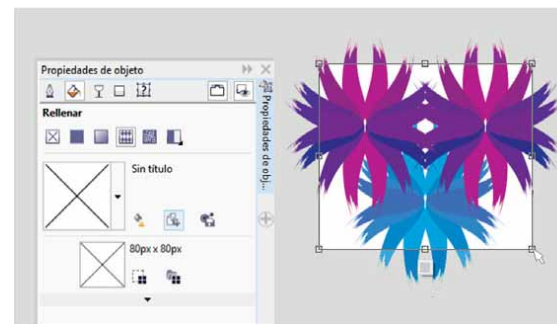 Propiedades de objeto
Rellenar
Sin título
80px x 80px
Propiedades de obj...